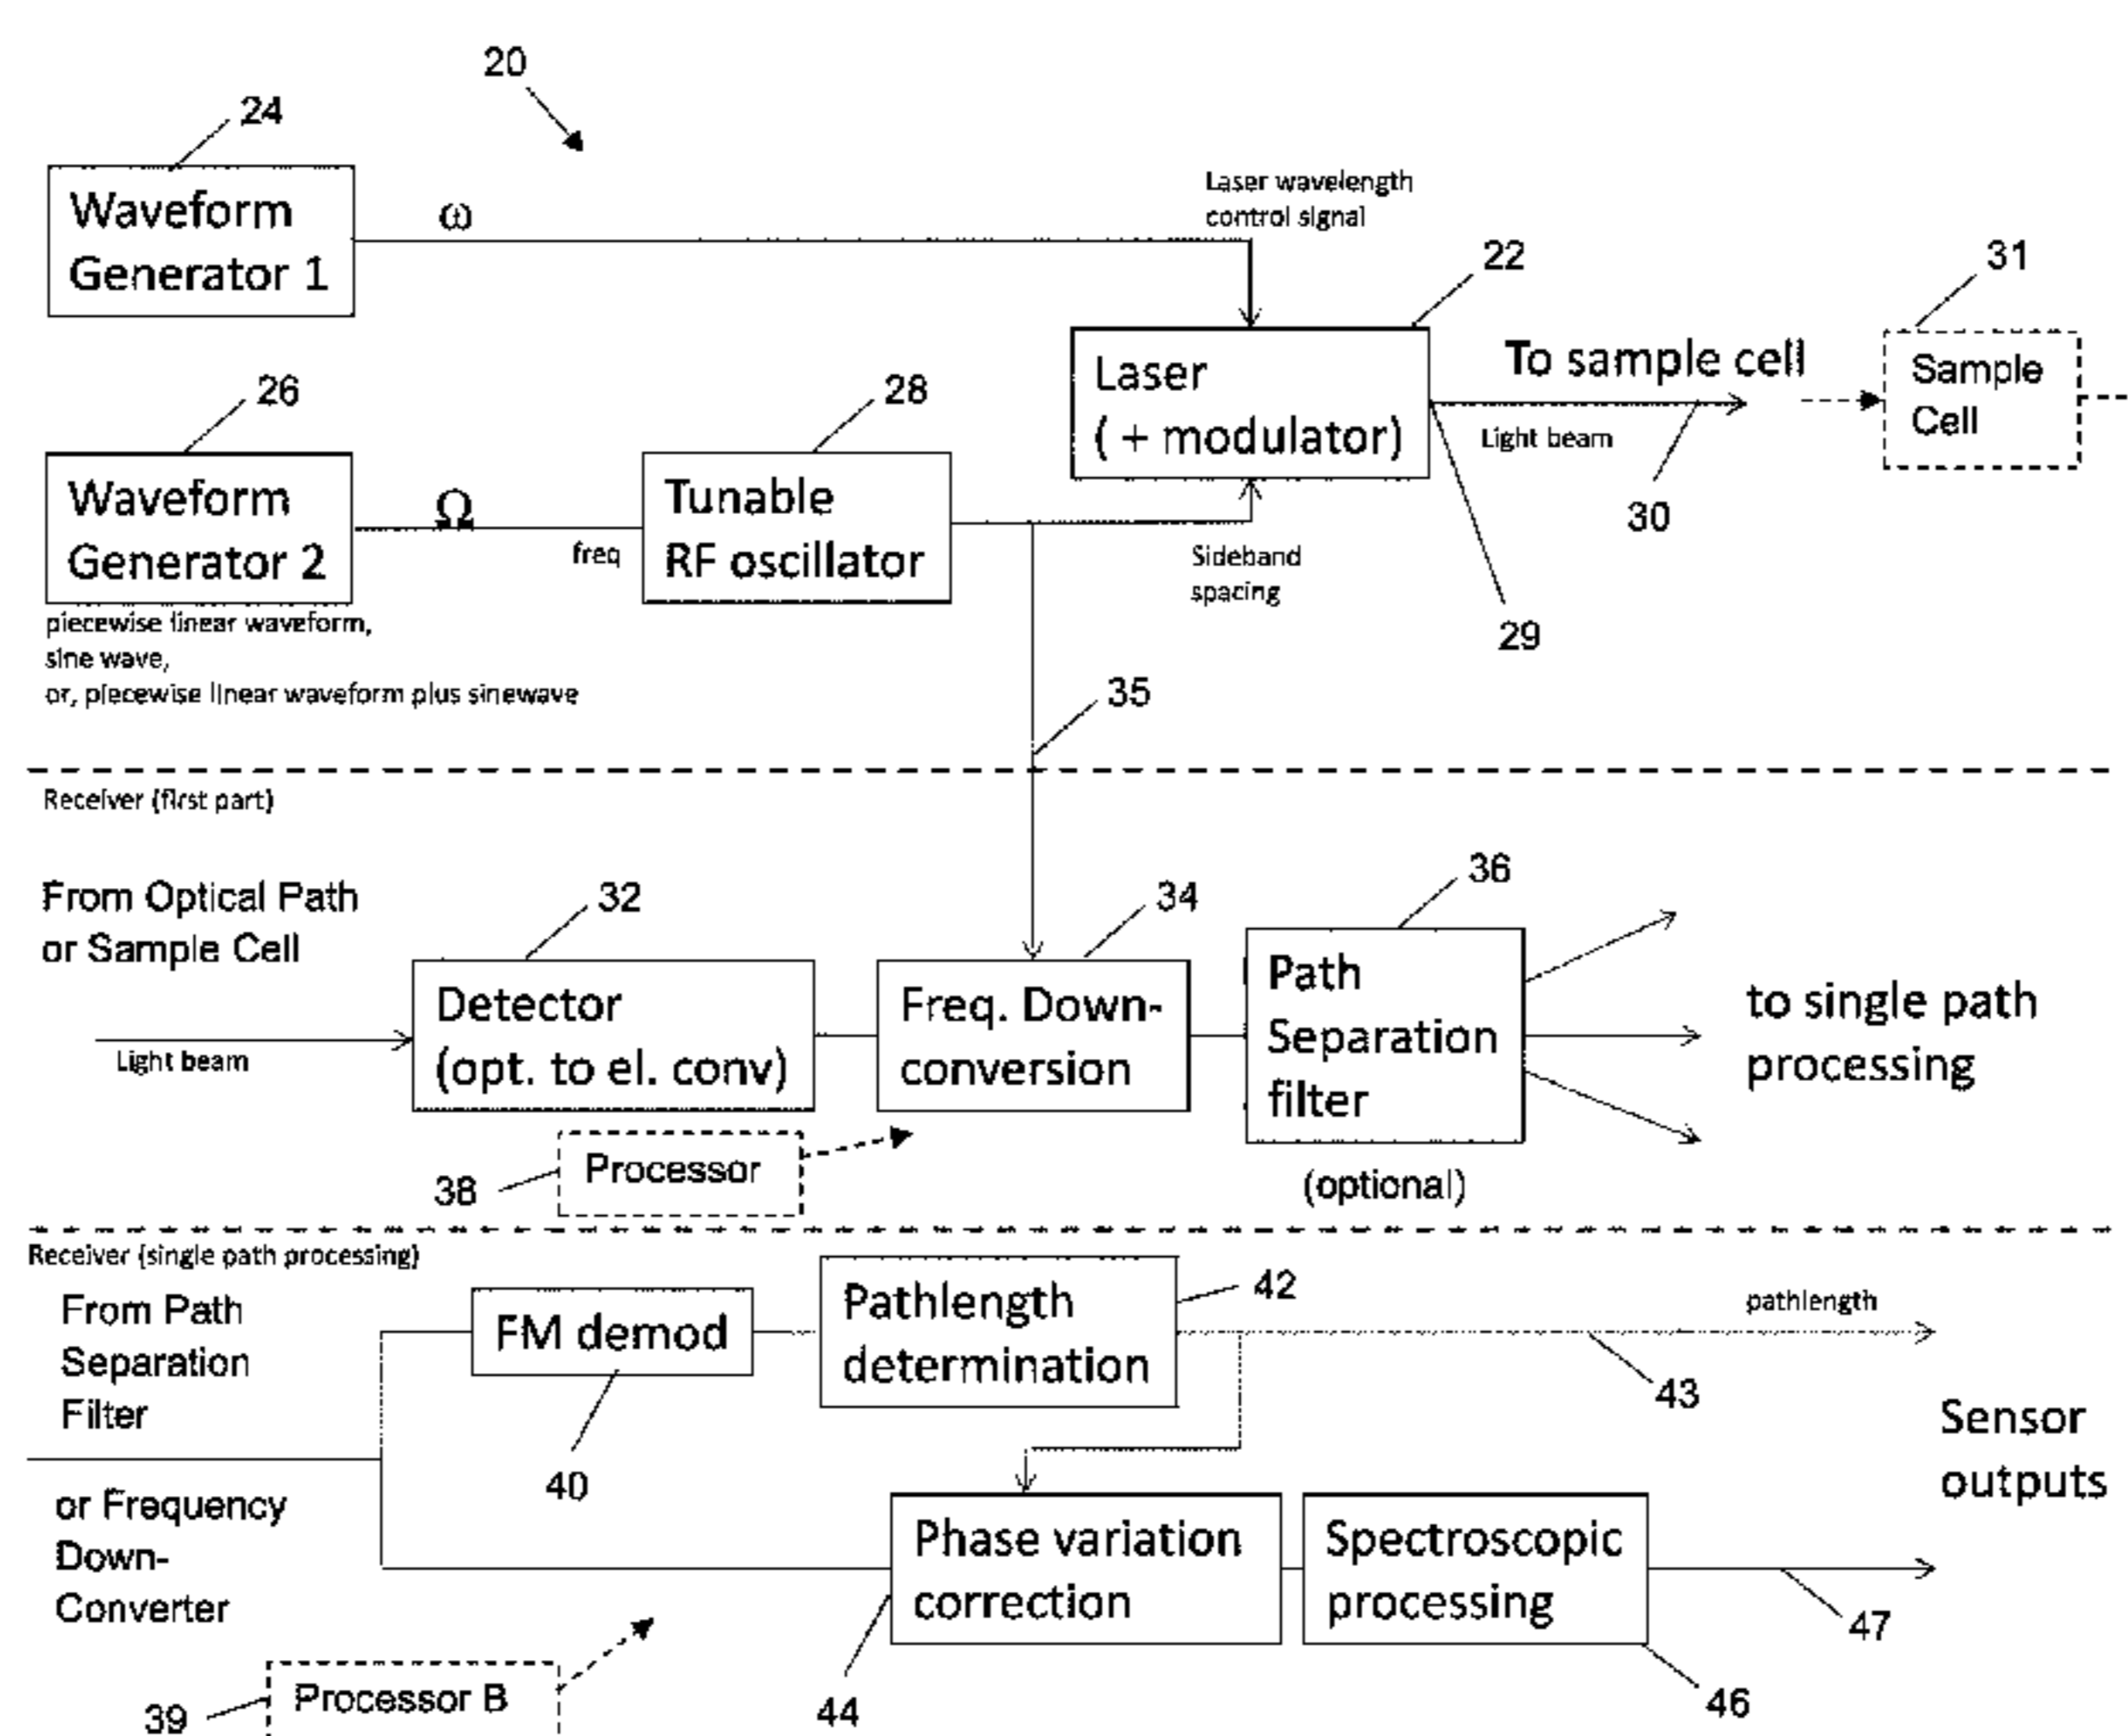 20
24
Waveform
Generator 1
ω
Laser wavelength
control signal
22
31
Laser
( + modulator)
To sample cell
Light beam
Sample
Cell
30
29
26
Waveform
Generator 2
Ω
freq
28
Tunable
RF oscillator
Sideband
spacing
piecewise linear waveform,
sine wave,
or, piecewise linear waveform plus sinewave
35
Receiver (first part)
From Optical Path
or Sample Cell
Light beam
32
Detector
(opt. to el. conv)
34
Freq. Down-
conversion
36
Path
Separation
filter
(optional)
to single path
processing
38
Processor
Receiver (single path processing)
From Path
Separation
Filter
or Frequency
Down-
Converter
FM demod
40
Pathlength
determination
42
pathlength
43
Sensor
outputs
Phase variation
correction
44
Spectroscopic
processing
46
47
39
Processor B